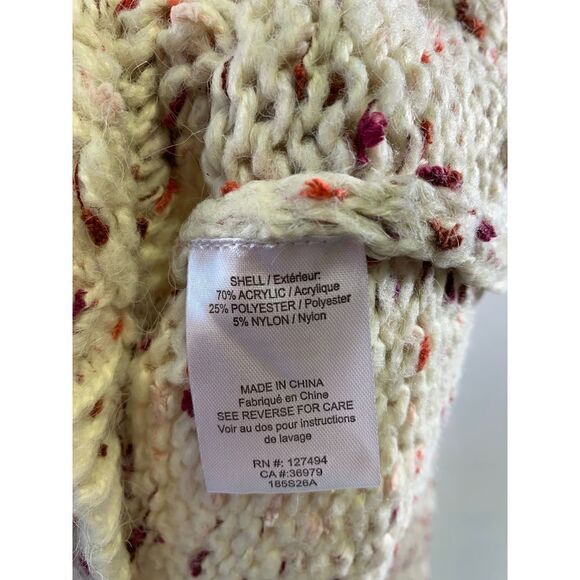 SHELL / Extérieur:
70% ACRYLIC / Acrylique
25% POLYESTER / Polyester
5% NYLON / Nylon
MADE IN CHINA
Fabriqué en Chine
SEE REVERSE FOR CARE
Voir au dos pour instructions
de lavage
RN #: 127494
CA #:36979
185S26A